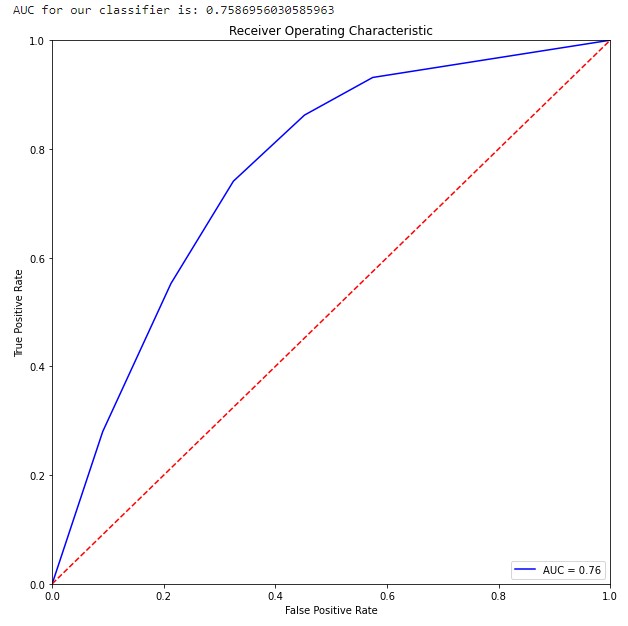 AUC for our classifier is: 0.7586956030585963
Receiver Operating Characteristic
1.0
0.8
0.6
0.4
0.2
0.0
True Positive Rate
AUC = 0.76
0.0 0.2 0.4 0.6 0.8 1.0
False Positive Rate